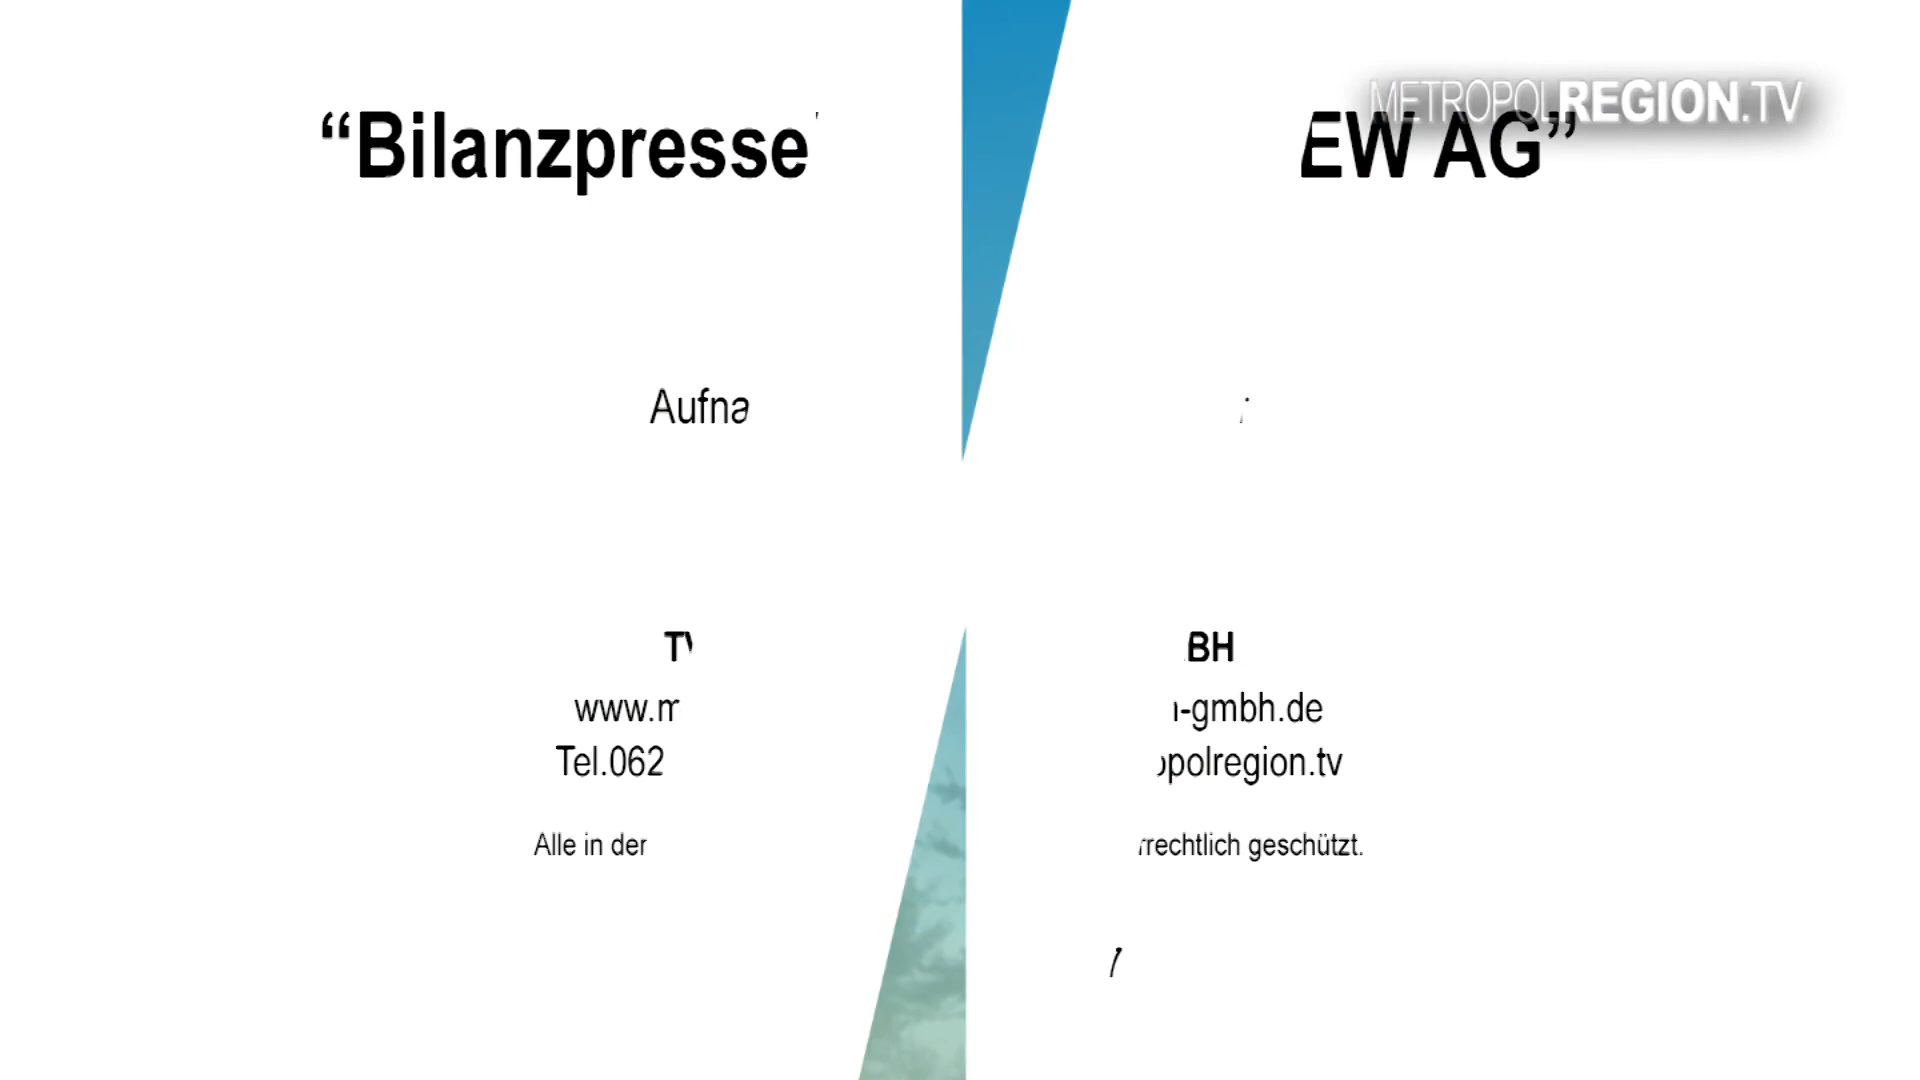 METROPOLREGION.TV
“Bilanzpresse EW AG”
Aufna
BH
www.m -gmbh.de
Tel.062 polregion.tv
Alle in der rechtlich geschützt.